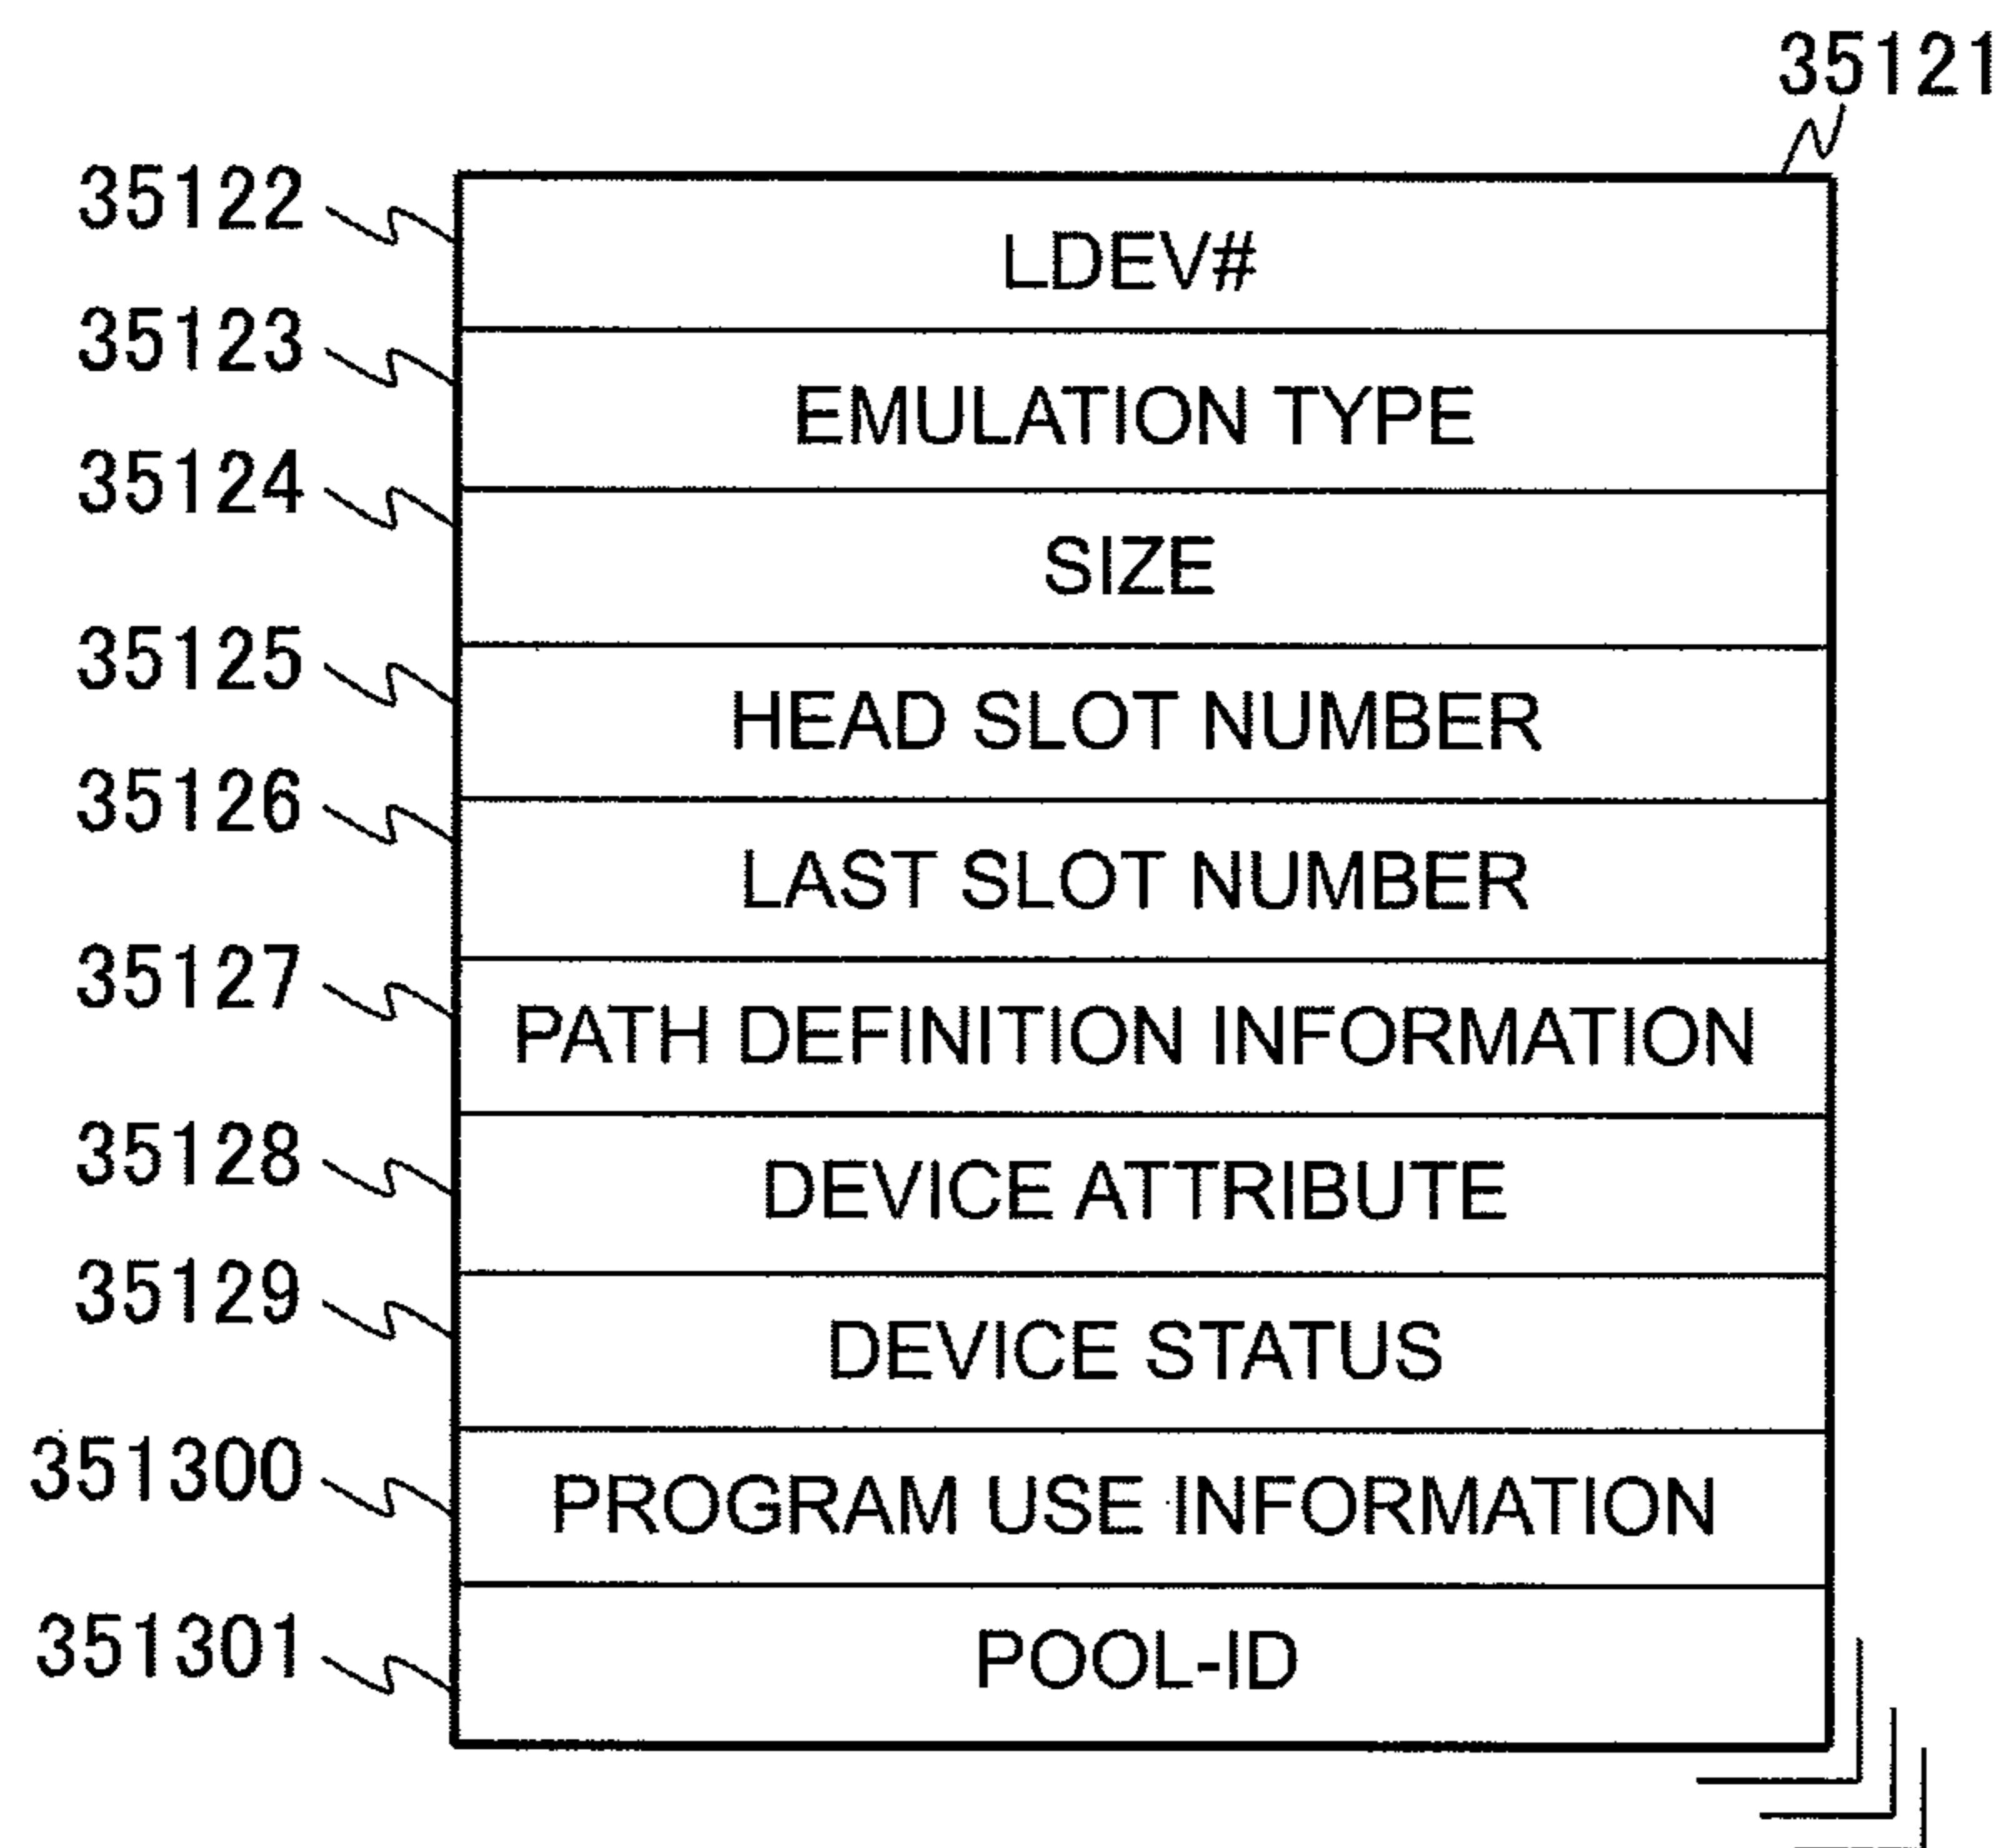 35121
35122 LDEV#
35123 EMULATION TYPE
35124 SIZE
35125 HEAD SLOT NUMBER
35126 LAST SLOT NUMBER
35127 PATH DEFINITION INFORMATION
35128 DEVICE ATTRIBUTE
35129 DEVICE STATUS
351300 PROGRAM USE INFORMATION
351301 POOL-ID